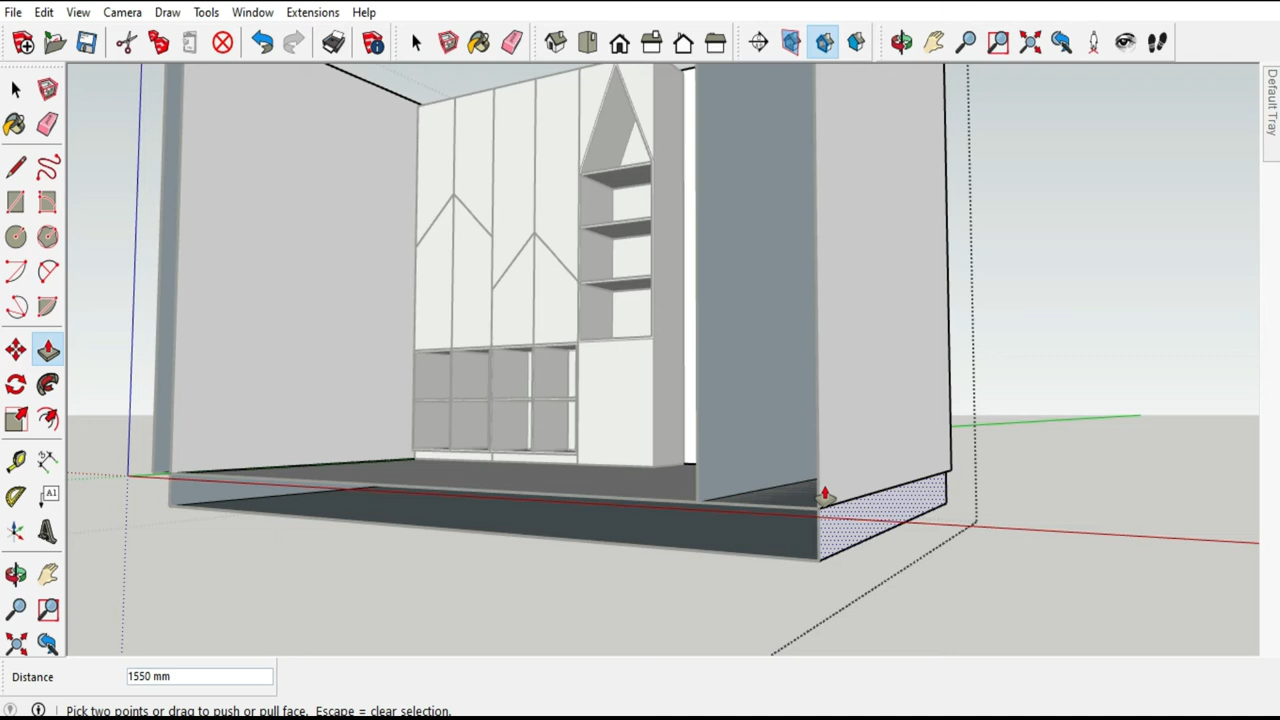 File Edit View Camera Draw Tools Window Extensions Help
Default Tray
A1
Distance 1550 mm
Pick two points or drag to push or pull face. Escape = clear selection.